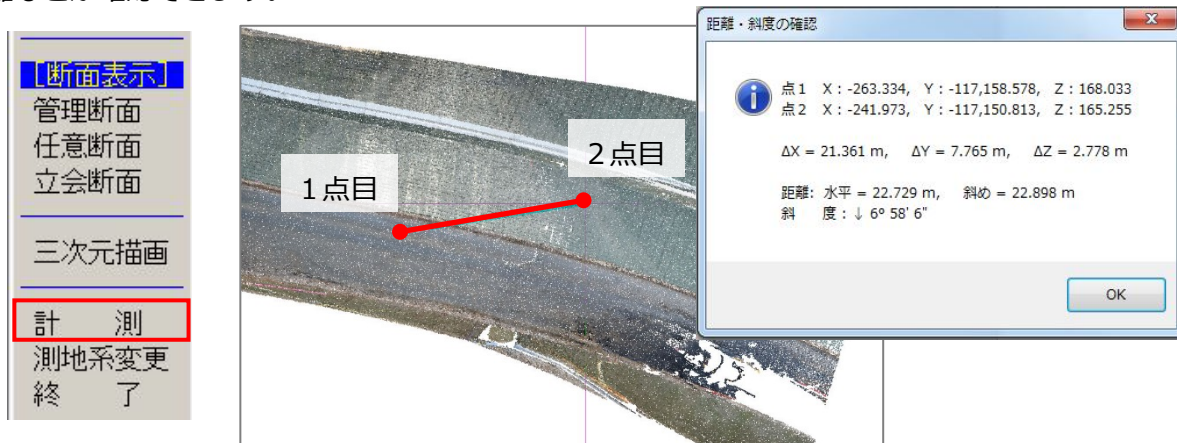 [断面表示]
管理断面
任意断面
立会断面
三次元描画
計　　測
測地系変更
終　　了
1点目
2点目
距離・斜度の確認
点1　X：-263.334,　Y：-117,158.578,　Z：168.033
点2　X：-241.973,　Y：-117,150.813,　Z：165.255
ΔX = 21.361 m,　ΔY = 7.765 m,　ΔZ = 2.778 m
距離: 水平 = 22.729 m,　斜め = 22.898 m
斜　　度：↓ 6° 58' 6"
OK